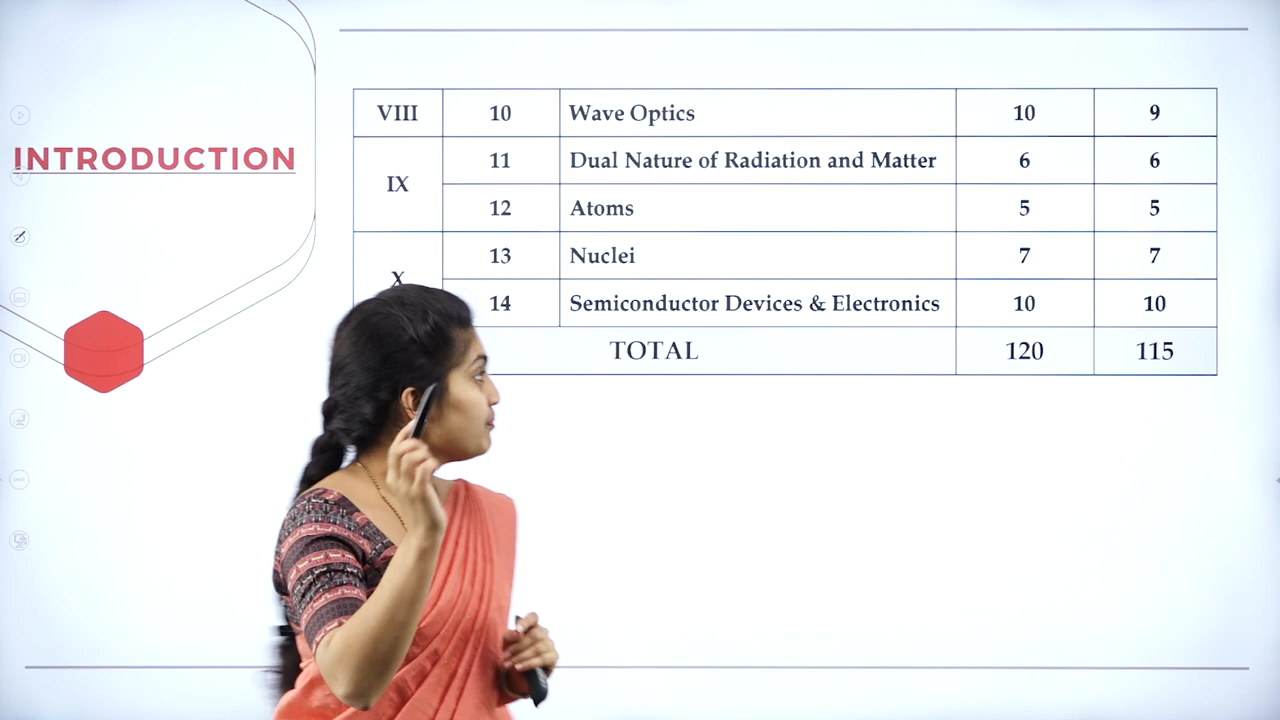 INTRODUCTION
VIII 10 Wave Optics 10 9
IX
11 Dual Nature of Radiation and Matter 6 6
12 Atoms 5 5
X
13 Nuclei 7 7
14 Semiconductor Devices & Electronics 10 10
TOTAL 120 115